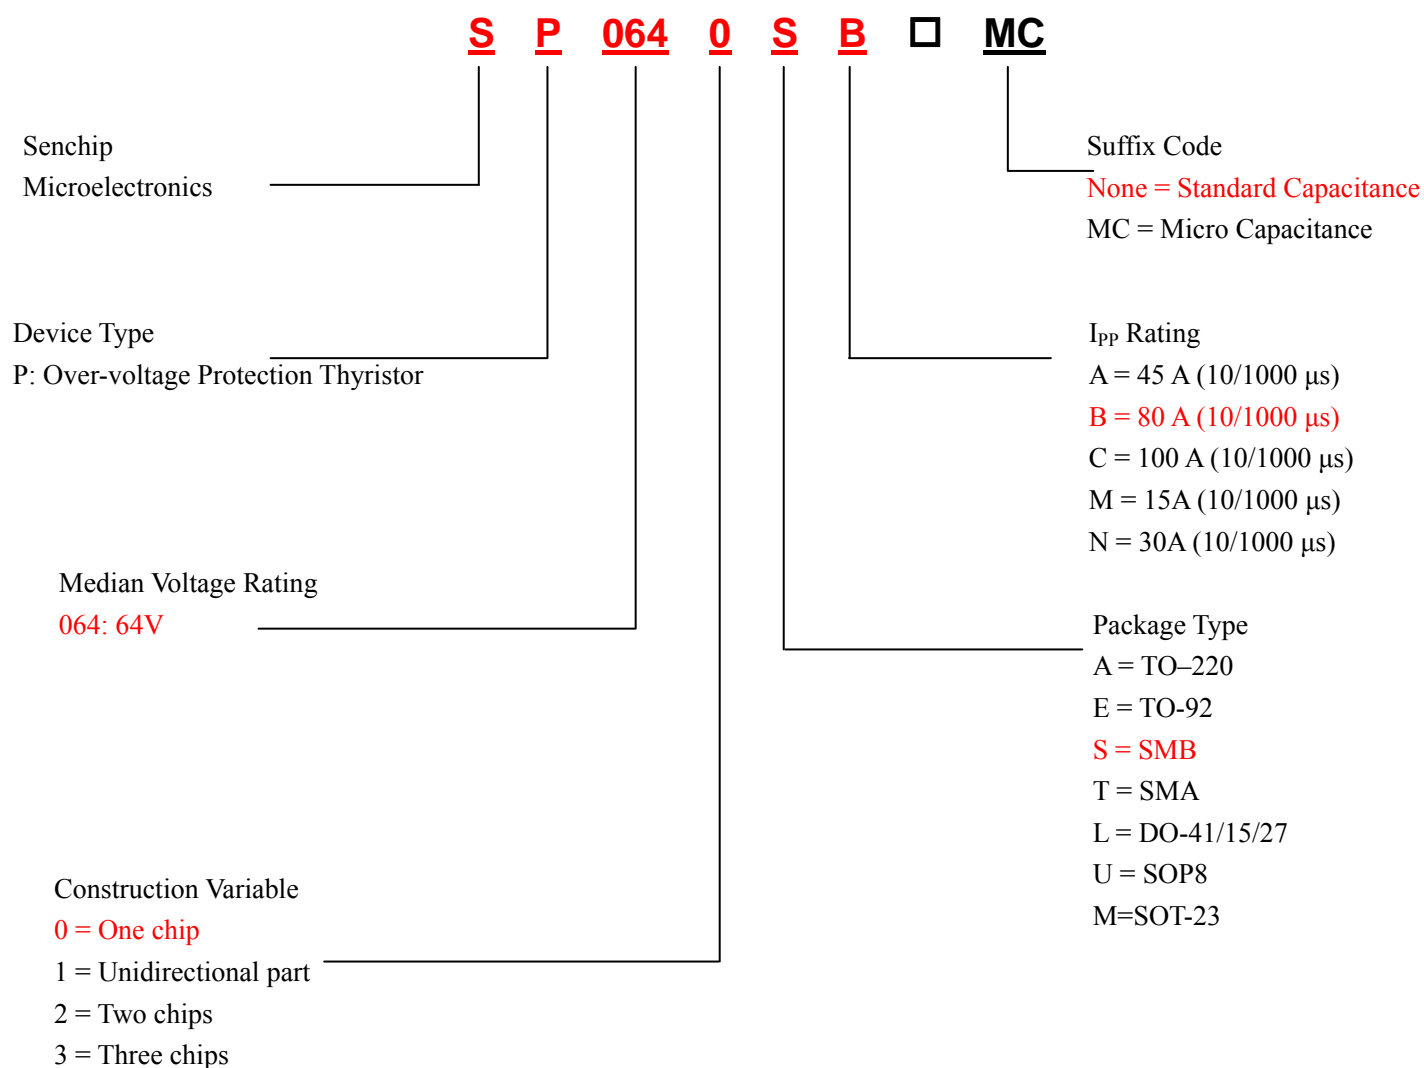 S P 064 0 S B □ MC
Senchip
Microelectronics
Suffix Code
None = Standard Capacitance
MC = Micro Capacitance
Device Type
P: Over-voltage Protection Thyristor
IPP Rating
A = 45 A (10/1000 μs)
B = 80 A (10/1000 μs)
C = 100 A (10/1000 μs)
M = 15A (10/1000 μs)
N = 30A (10/1000 μs)
Median Voltage Rating
064: 64V
Package Type
A = TO–220
E = TO-92
S = SMB
T = SMA
L = DO-41/15/27
U = SOP8
M=SOT-23
Construction Variable
0 = One chip
1 = Unidirectional part
2 = Two chips
3 = Three chips